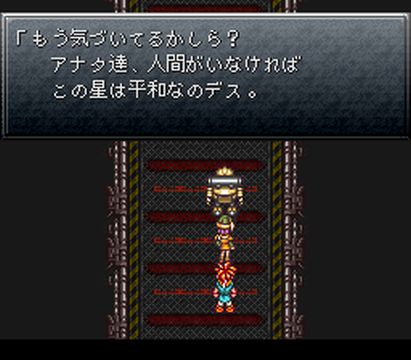 「もう気づいてるかしら？
アナタ達、人間がいなければ
この星は平和なのデス。